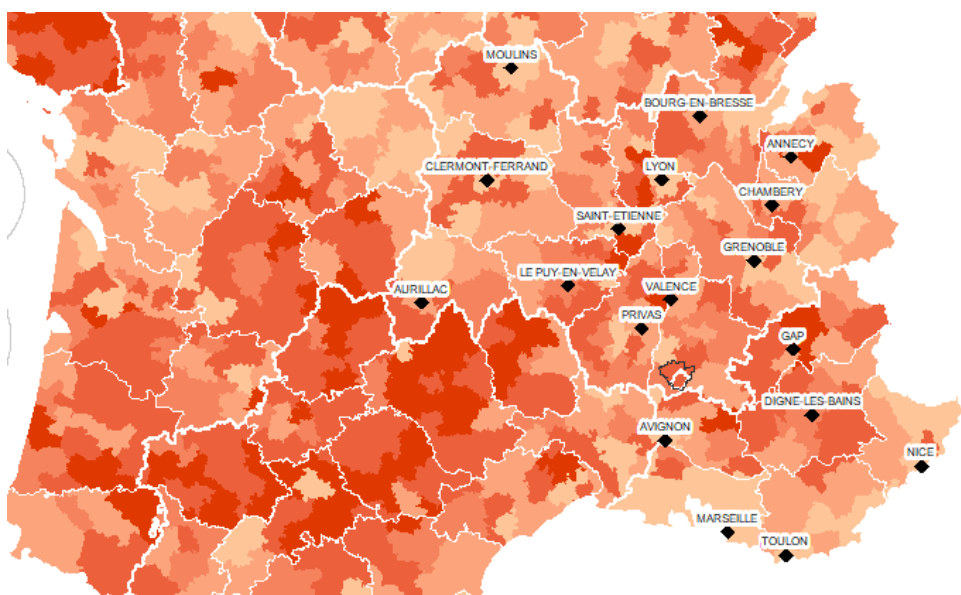 MOULINS
BOURG-EN-BRESSE
ANNECY
CLERMONT-FERRAND
LYON
CHAMBERY
SAINT-ETIENNE
GRENOBLE
LE PUY-EN-VELAY
AURILLAC
VALENCE
PRIVAS
GAP
DIGNE-LES-BAINS
AVIGNON
NICE
MARSEILLE
TOULON